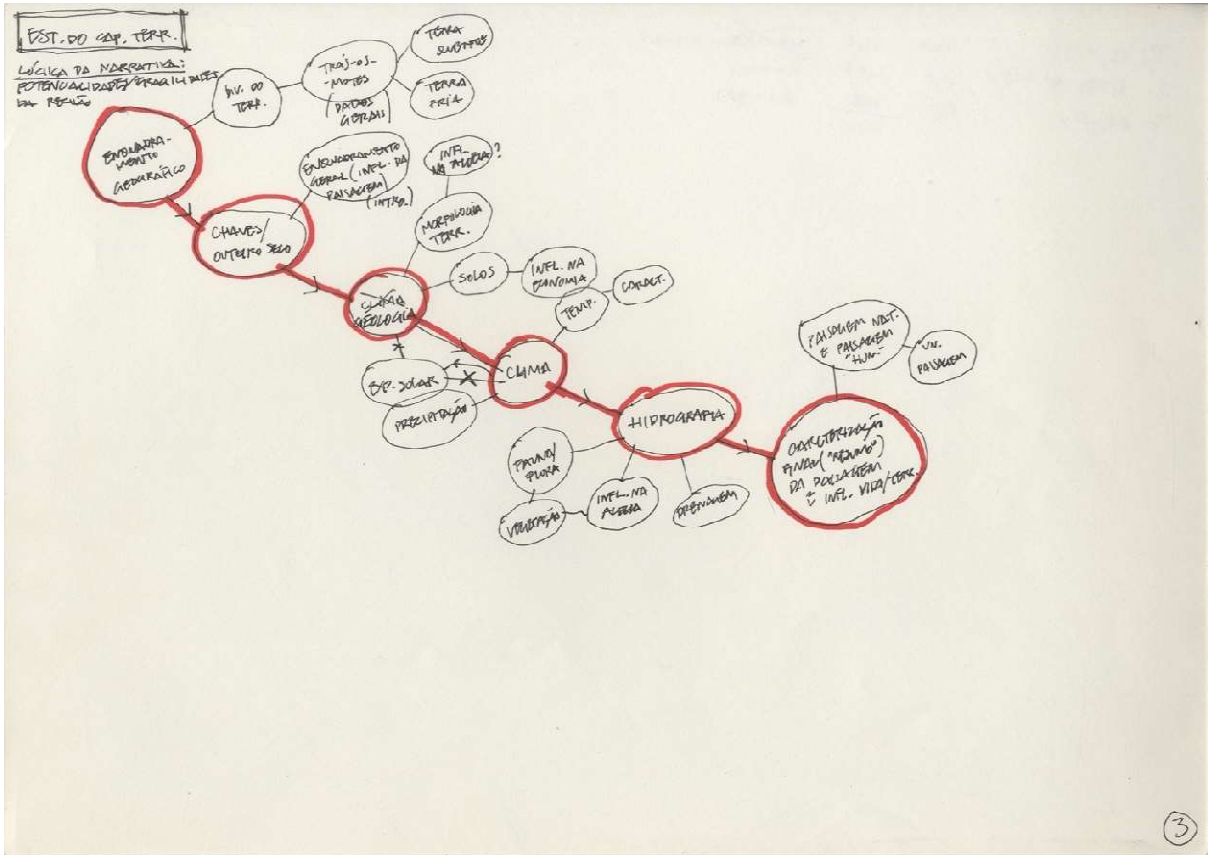 EST. DO CAP. TERR.
LÓGICA DA NARRATIVA:
POTENCIALIDADES/FRAGILIDADES
DA REGIÃO
ENQUADRA-
MENTO
GEOGRÁFICO
DIV. DO
TERR.
TRÁS-OS-
-MONTES
(DADOS
GERAIS)
TERRA
QUENTE
TERRA
FRIA
CHAVES/
OUTEIRO SECO
ENQUADRAMENTO
GERAL (INFL. DA
PAISAGEM)
(INTRO.)
GEOLOGIA
MORFOLOGIA
TERR.
INFL.
NA ALDEIA?
SOLOS
INFL. NA
ECONOMIA
CLIMA
TEMP.
CARACT.
EXP. SOLAR
PRECIPITAÇÃO
HIDROGRAFIA
FAUNA/
FLORA
VEGETAÇÃO
INFL. NA
ALDEIA
DRENAGEM
CARCTERIZAÇÃO
FINAL ("RESUMO")
DA PAISAGEM
E INFL. VIDA/TERR.
PAISAGEM NAT.
E PAISAGEM
"HUM."
UN.
PAISAGEM
3